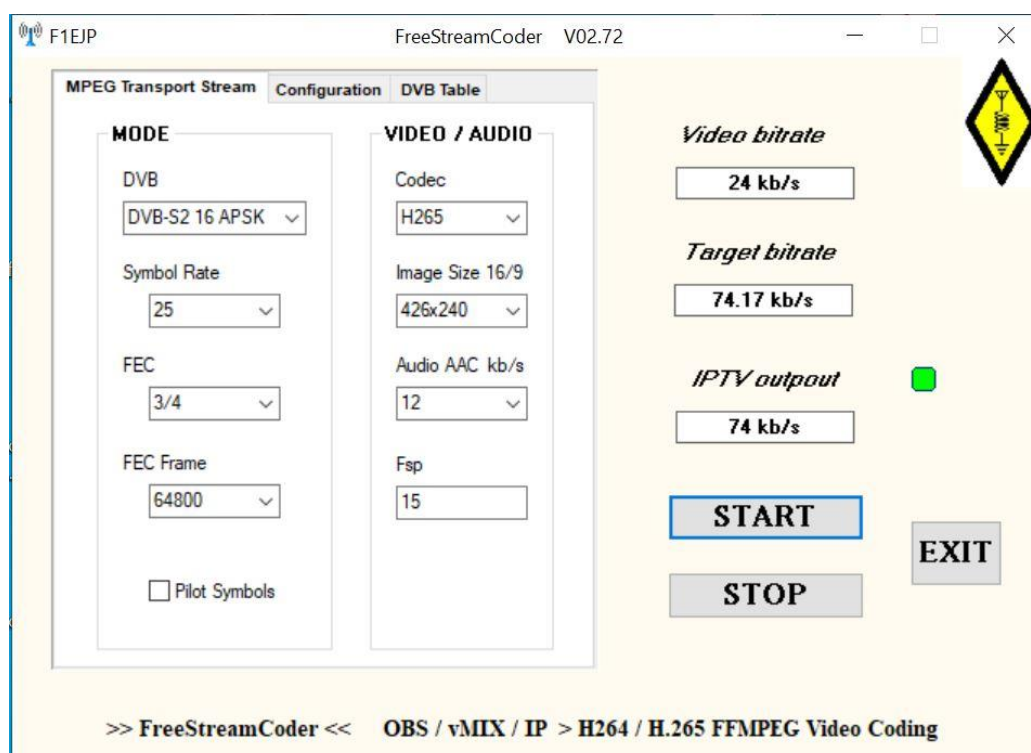 F1EJP FreeStreamCoder V02.72
MPEG Transport Stream Configuration DVB Table
MODE
DVB
DVB-S2 16 APSK
Symbol Rate
25
FEC
3/4
FEC Frame
64800
Pilot Symbols
VIDEO / AUDIO
Codec
H265
Image Size 16/9
426x240
Audio AAC kb/s
12
Fsp
15
Video bitrate
24 kb/s
Target bitrate
74.17 kb/s
IPTV outpout
74 kb/s
START
STOP
EXIT
>> FreeStreamCoder << OBS / vMIX / IP > H264 / H.265 FFMPEG Video Coding